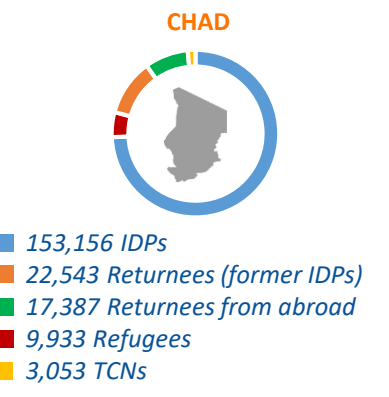 CHAD
153,156 IDPs
22,543 Returnees (former IDPs)
17,387 Returnees from abroad
9,933 Refugees
3,053 TCNs